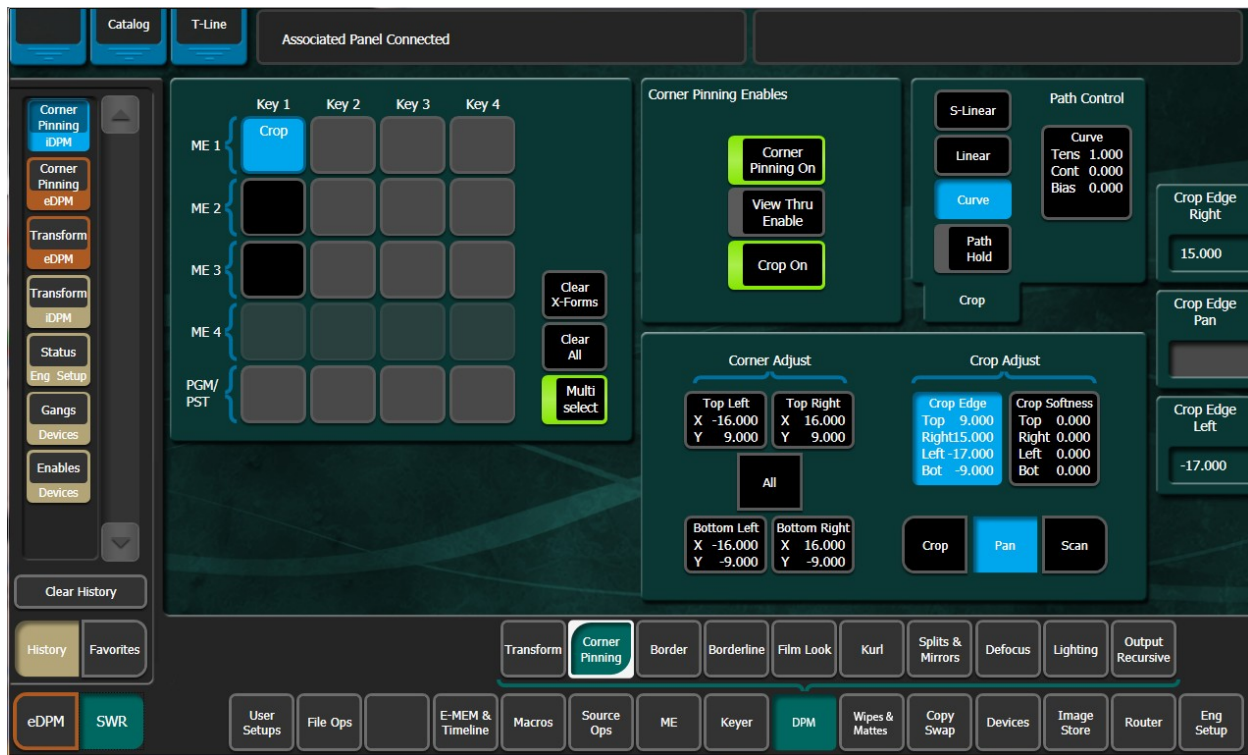 Catalog
T-Line
Associated Panel Connected
Corner
Pinning
iDPM
Corner
Pinning
eDPM
Transform
eDPM
Transform
iDPM
Status
Eng Setup
Gangs
Devices
Enables
Devices
Clear History
History
Favorites
eDPM
SWR
Key 1 Key 2 Key 3 Key 4
ME 1
Crop
ME 2
ME 3
ME 4
PGM/
PST
Clear
X-Forms
Clear
All
Multi
select
Corner Pinning Enables
Corner
Pinning On
View Thru
Enable
Crop On
S-Linear
Linear
Curve
Path
Hold
Path Control
Curve
Tens 1.000
Cont 0.000
Bias 0.000
Crop
Corner Adjust
Top Left
X -16.000
Y 9.000
Top Right
X 16.000
Y 9.000
All
Bottom Left
X -16.000
Y -9.000
Bottom Right
X 16.000
Y -9.000
Crop Adjust
Crop Edge
Top 9.000
Right15.000
Left -17.000
Bot -9.000
Crop Softness
Top 0.000
Right 0.000
Left 0.000
Bot 0.000
Crop
Pan
Scan
Crop Edge
Right
15.000
Crop Edge
Pan
Crop Edge
Left
-17.000
Transform
Corner
Pinning
Border
Borderline
Film Look
Kurl
Splits &
Mirrors
Defocus
Lighting
Output
Recursive
User
Setups
File Ops
E-MEM &
Timeline
Macros
Source
Ops
ME
Keyer
DPM
Wipes &
Mattes
Copy
Swap
Devices
Image
Store
Router
Eng
Setup